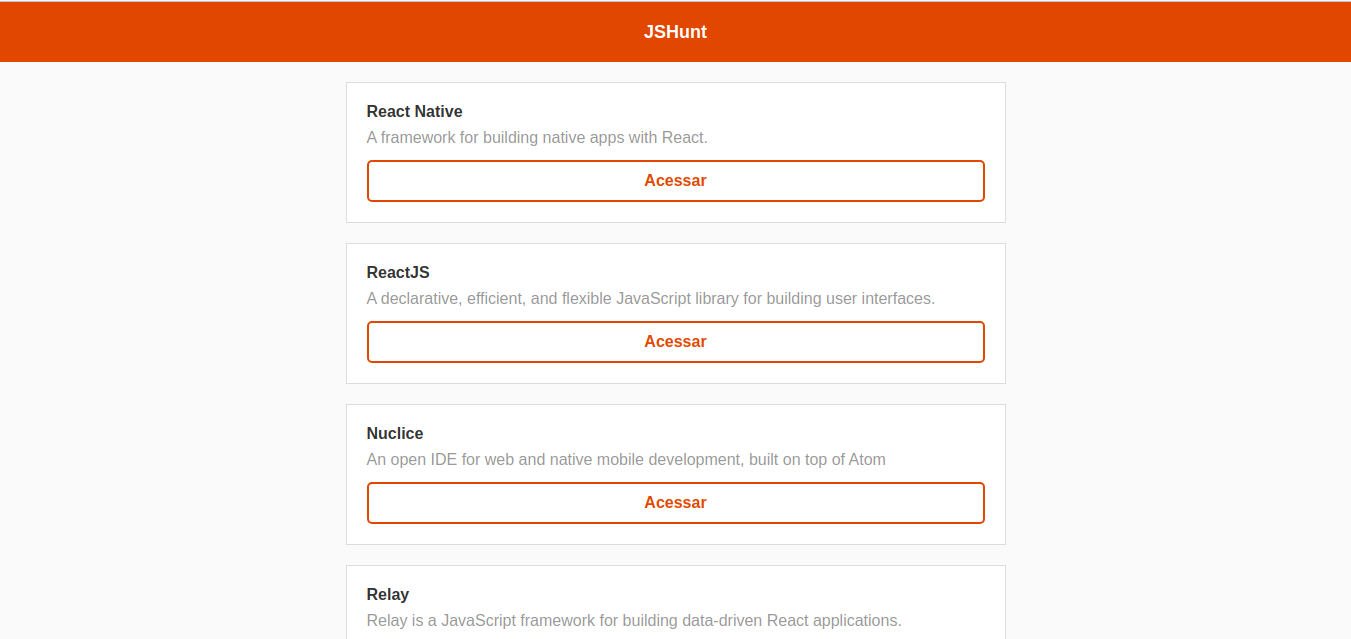 JSHunt
React Native
A framework for building native apps with React.
Acessar
ReactJS
A declarative, efficient, and flexible JavaScript library for building user interfaces.
Acessar
Nuclice
An open IDE for web and native mobile development, built on top of Atom
Acessar
Relay
Relay is a JavaScript framework for building data-driven React applications.